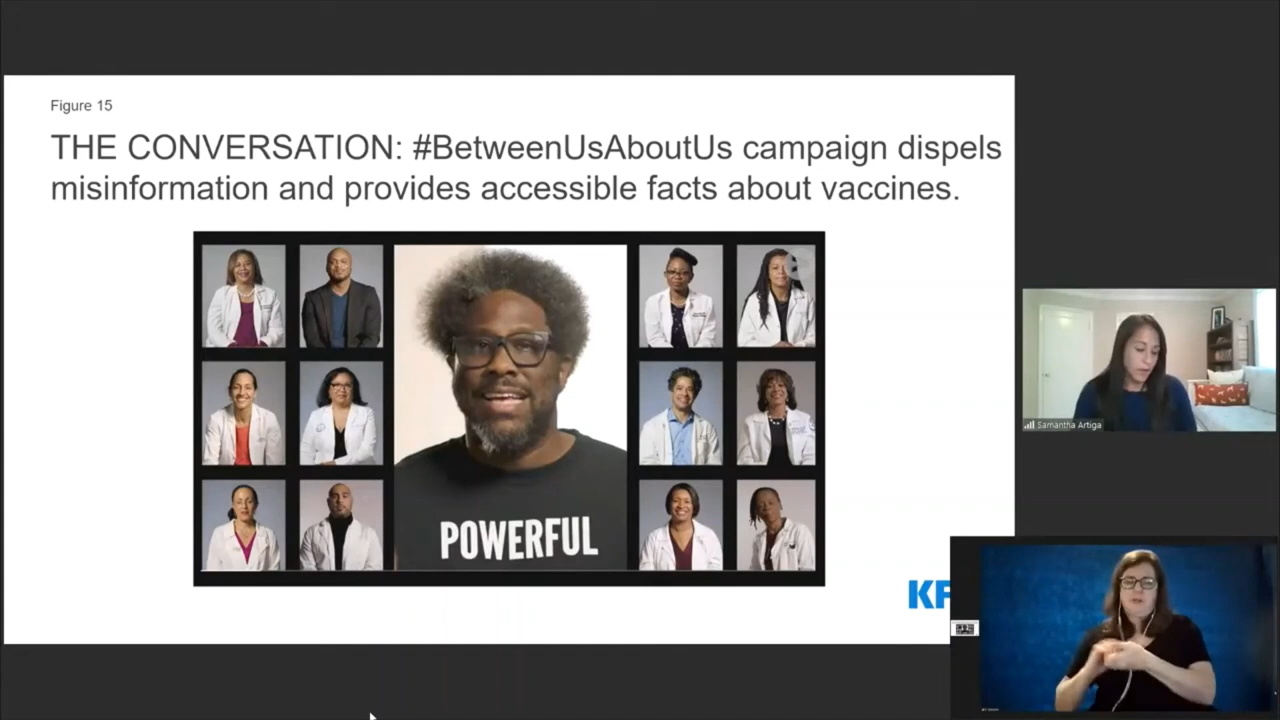 Figure 15
THE CONVERSATION: #BetweenUsAboutUs campaign dispels
misinformation and provides accessible facts about vaccines.
POWERFUL
Samantha Artiga
KF